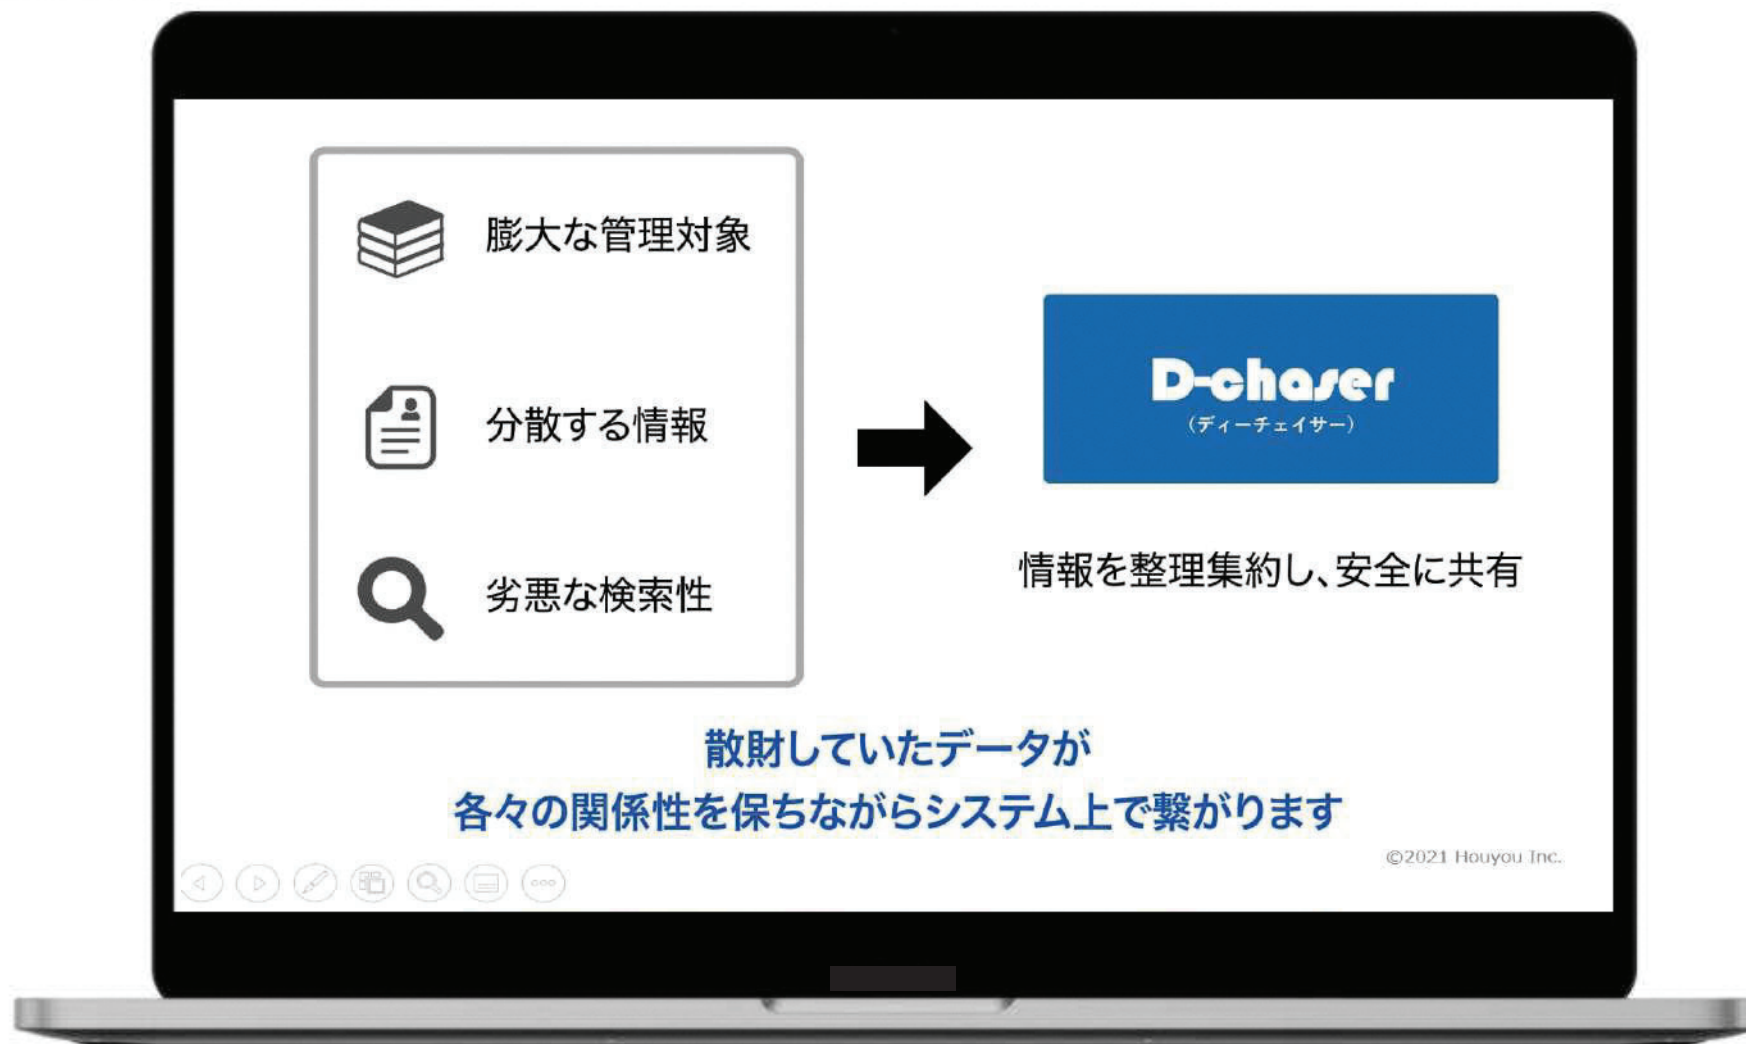 膨大な管理対象
分散する情報
劣悪な検索性
D-chaser
(ディーチェイサー)
情報を整理集約し、安全に共有
散財していたデータが
各々の関係性を保ちながらシステム上で繋がります
©2021 Houyou Inc.